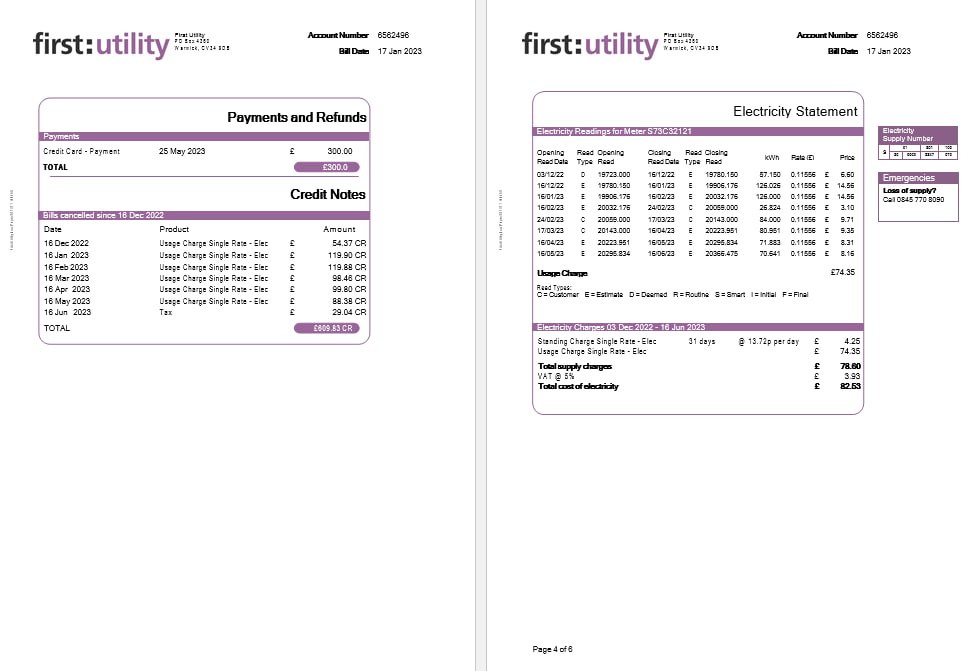 first:utility
First Utility
PO Box 4360
Warwick, CV34 9DB
Account Number 6562496
Bill Date 17 Jan 2023
Payments and Refunds
Payments
Credit Card - Payment 25 May 2023 £ 300.00
TOTAL £300.0
Credit Notes
Bills cancelled since 16 Dec 2022
Date Product Amount
16 Dec 2022 Usage Charge Single Rate - Elec £ 54.37 CR
16 Jan 2023 Usage Charge Single Rate - Elec £ 119.90 CR
16 Feb 2023 Usage Charge Single Rate - Elec £ 119.88 CR
16 Mar 2023 Usage Charge Single Rate - Elec £ 98.46 CR
16 Apr 2023 Usage Charge Single Rate - Elec £ 99.80 CR
16 May 2023 Usage Charge Single Rate - Elec £ 88.38 CR
16 Jun 2023 Tax £ 29.04 CR
TOTAL £609.83 CR
first:utility
First Utility
PO Box 4360
Warwick, CV34 9DB
Account Number 6562496
Bill Date 17 Jan 2023
Electricity Statement
Electricity Readings for Meter S73C32121
Opening Read Opening Closing Read Closing
Read Date Type Read Read Date Type Read kWh Rate (£) Price
03/12/22 D 19723.000 16/12/22 E 19780.150 57.150 0.11556 £ 6.60
16/12/22 E 19780.150 16/01/23 E 19906.176 126.026 0.11556 £ 14.56
16/01/23 E 19906.176 16/02/23 E 20032.176 126.000 0.11556 £ 14.56
16/02/23 E 20032.176 24/02/23 C 20059.000 26.824 0.11556 £ 3.10
24/02/23 C 20059.000 17/03/23 C 20143.000 84.000 0.11556 £ 9.71
17/03/23 C 20143.000 16/04/23 E 20223.951 80.951 0.11556 £ 9.35
16/04/23 E 20223.951 16/05/23 E 20295.834 71.883 0.11556 £ 8.31
16/05/23 E 20295.834 16/06/23 E 20366.475 70.641 0.11556 £ 8.16
Usage Charge £74.35
Read Types:
C = Customer E = Estimate D = Deemed R = Routine S = Smart I = Initial F = Final
Electricity Charges 03 Dec 2022 - 16 Jun 2023
Standing Charge Single Rate - Elec 31 days @ 13.72p per day £ 4.25
Usage Charge Single Rate - Elec £ 74.35
Total supply charges £ 78.60
VAT @ 5% £ 3.93
Total cost of electricity £ 82.53
Electricity
Supply Number
S
Emergencies
Loss of supply?
Call 0845 770 8090
Page 4 of 6